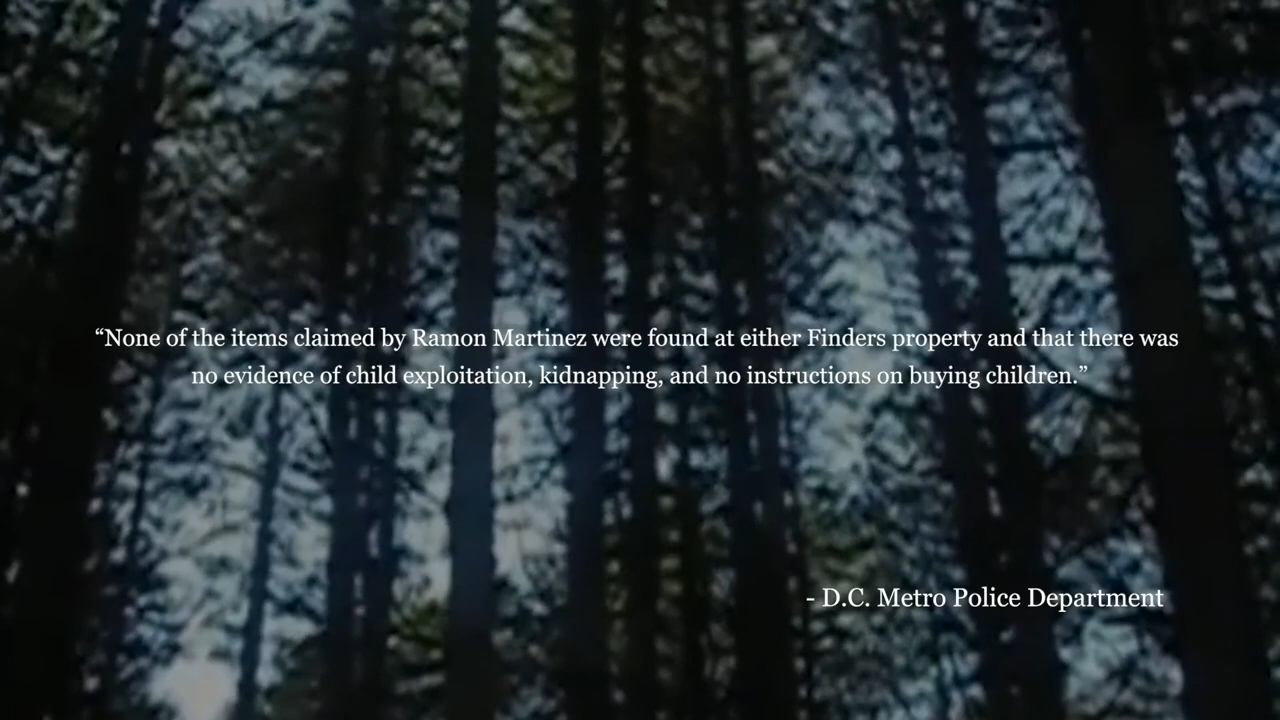 “None of the items claimed by Ramon Martinez were found at either Finders property and that there was
no evidence of child exploitation, kidnapping, and no instructions on buying children.”
- D.C. Metro Police Department